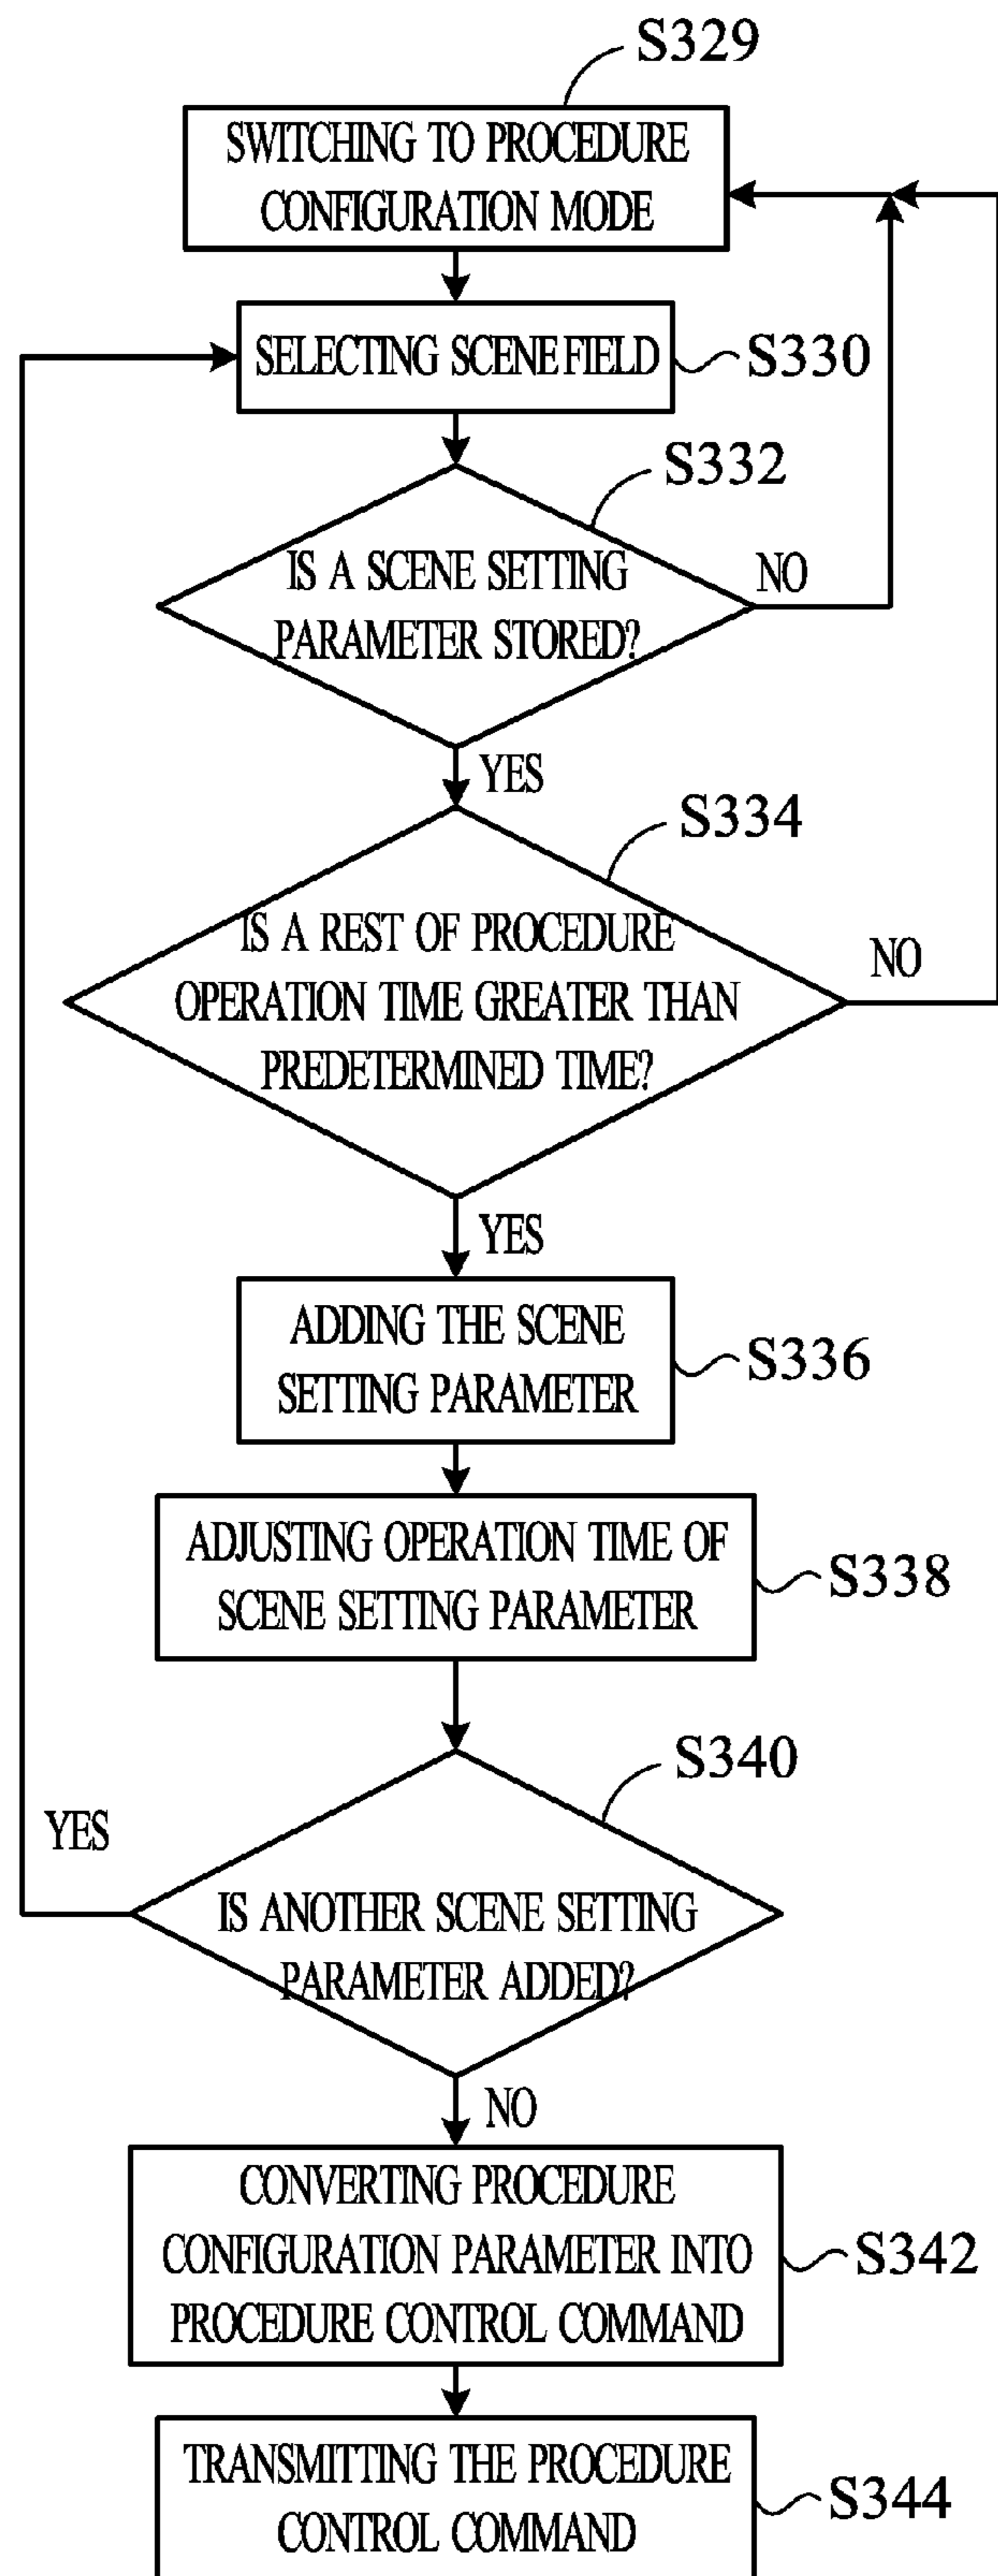 S329
SWITCHING TO PROCEDURE
CONFIGURATION MODE
SELECTING SCENE FIELD
S330
S332
IS A SCENE SETTING
PARAMETER STORED?
NO
YES
S334
IS A REST OF PROCEDURE
OPERATION TIME GREATER THAN
PREDETERMINED TIME?
NO
YES
ADDING THE SCENE
SETTING PARAMETER
S336
ADJUSTING OPERATION TIME OF
SCENE SETTING PARAMETER
S338
S340
YES
IS ANOTHER SCENE SETTING
PARAMETER ADDED?
NO
CONVERTING PROCEDURE
CONFIGURATION PARAMETER INTO
PROCEDURE CONTROL COMMAND
S342
TRANSMITTING THE PROCEDURE
CONTROL COMMAND
S344